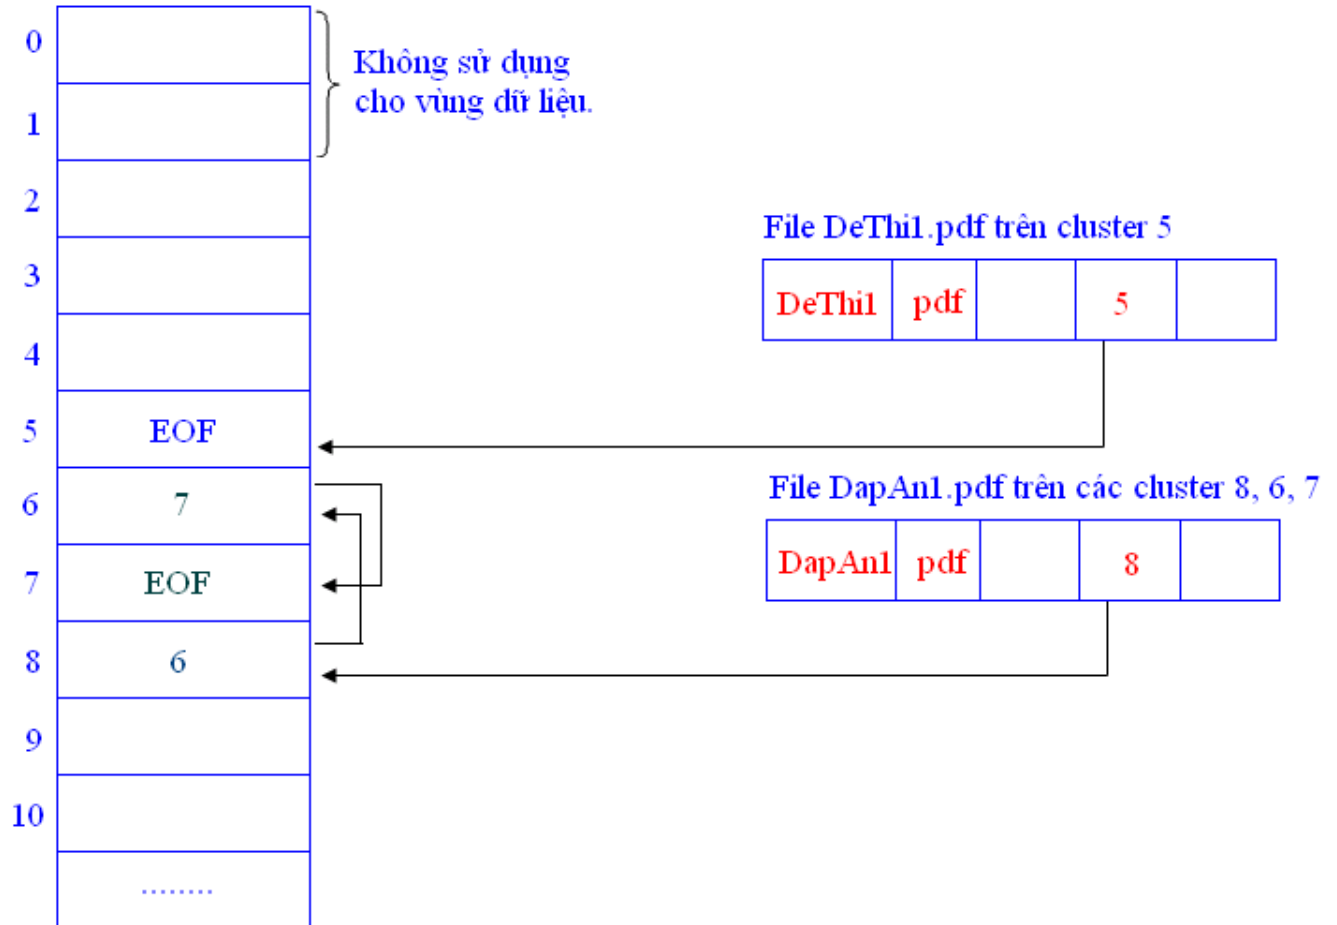 0
Không sử dụng
cho vùng dữ liệu.
1
2
File DeThi1.pdf trên cluster 5
3
DeThi1 pdf 5
4
5 EOF
6 7
File DapAn1.pdf trên các cluster 8, 6, 7
7 EOF
DapAn1 pdf 8
8 6
9
10
........